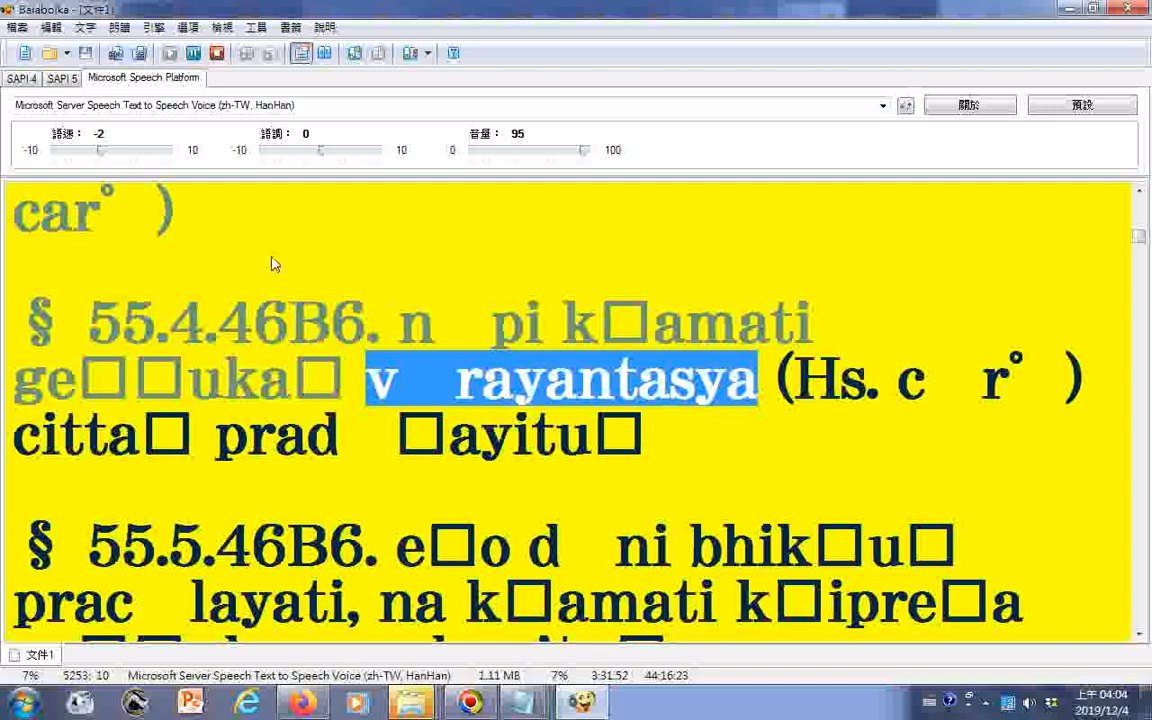 Balabolka - [文件1]
檔案 編輯 文字 朗讀 引擎 選項 檢視 工具 書籤 說明
SAPI 4 SAPI 5 Microsoft Speech Platform
Microsoft Server Speech Text to Speech Voice (zh-TW, HanHan) 關於 預設
語速： -2 語調： 0 音量： 95
-10 10 -10 10 0 100
car° )
§ 55.4.46B6. n pi k□amati
ge□□uka□ v rayantasya (Hs. c r° )
citta□ prad □ayitu□
§ 55.5.46B6. e□o d ni bhik□u□
prac layati, na k□amati k□ipre□a
文件1
7% 5253: 10 Microsoft Server Speech Text to Speech Voice (zh-TW, HanHan) 1.11 MB 7% 3:31:52 44:16:23
上午 04:04
2019/12/4